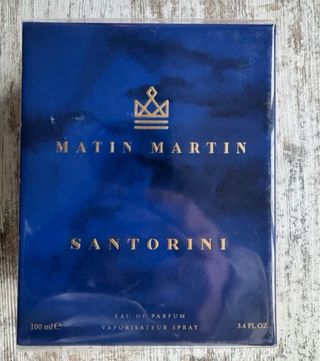 MATIN MARTIN
SANTORINI
EAU DE PARFUM
100 ml℮ VAPORISATEUR SPRAY 3.4 FL OZ.